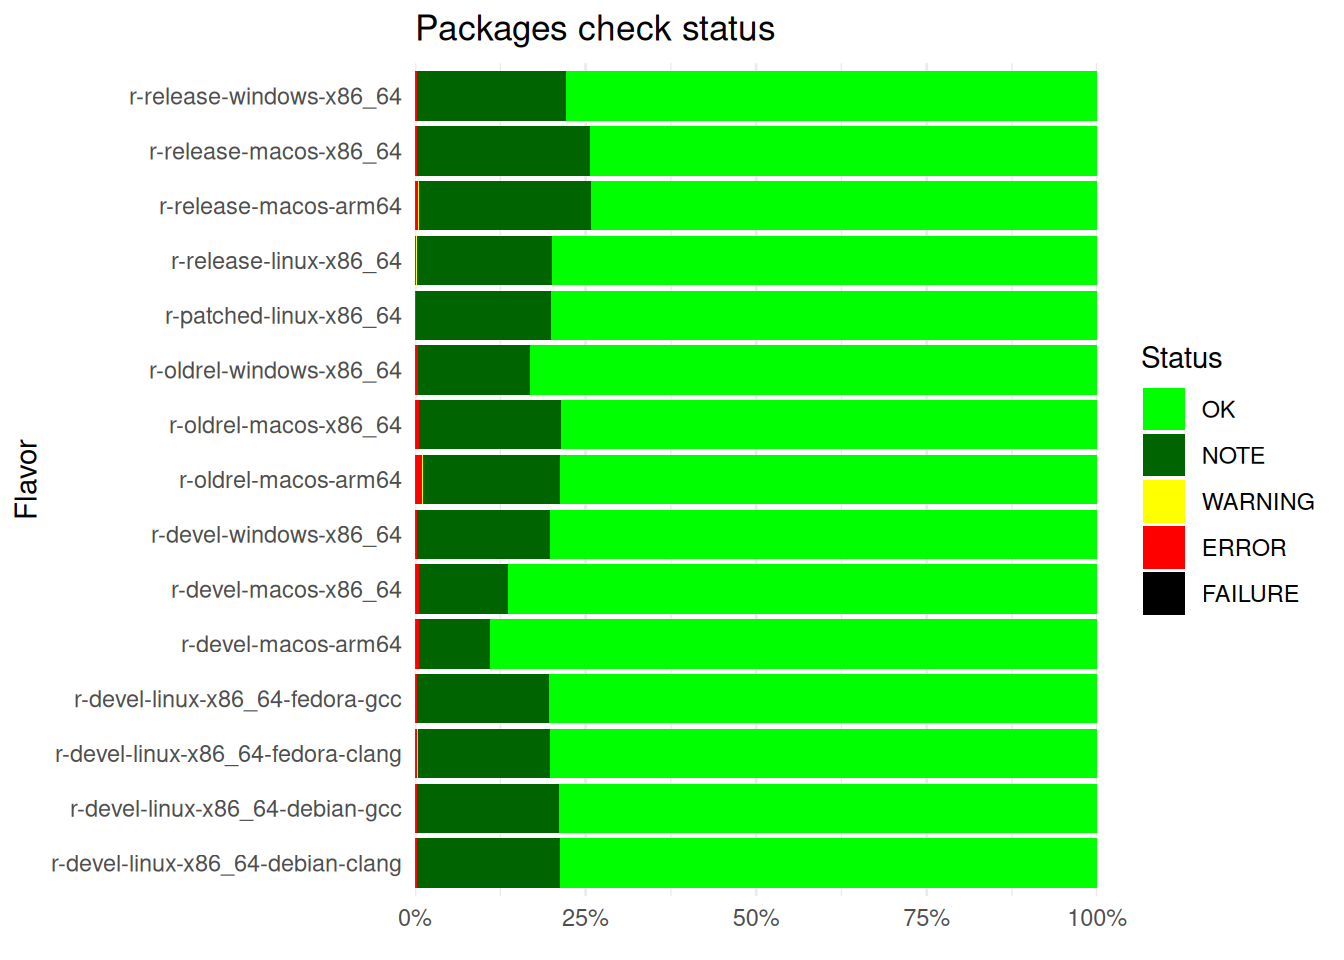 Packages check status
r-release-windows-x86_64
r-release-macos-x86_64
r-release-macos-arm64
r-release-linux-x86_64
r-patched-linux-x86_64
r-oldrel-windows-x86_64
r-oldrel-macos-x86_64
r-oldrel-macos-arm64
r-devel-windows-x86_64
r-devel-macos-x86_64
r-devel-macos-arm64
r-devel-linux-x86_64-fedora-gcc
r-devel-linux-x86_64-fedora-clang
r-devel-linux-x86_64-debian-gcc
r-devel-linux-x86_64-debian-clang
Flavor
0% 25% 50% 75% 100%
Status
OK
NOTE
WARNING
ERROR
FAILURE